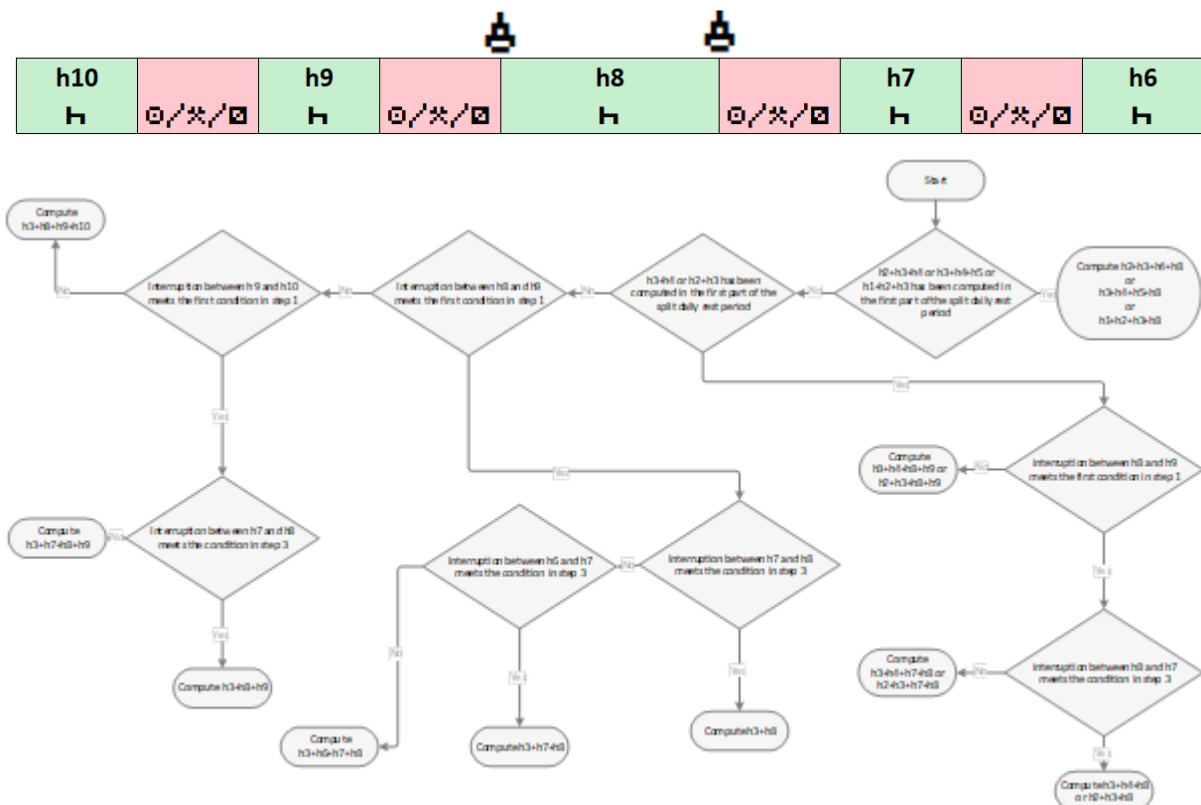 h10
h9
h8
h7
h6
Start
Compute
h3+h8+h9+h10
Interruption between h9 and h10
meets the first condition in step 1
Interruption between h8 and h9
meets the first condition in step 1
h3+h4 or h2+h3 has been
computed in the first part of the
split daily rest period
h2+h3+h4 or h3+h4+h5 or
h1+h2+h3 has been computed in
the first part of the split daily rest
period
Compute h2+h3+h4+h8
or
h3+h4+h5+h8
or
h1+h2+h3+h8
No
No
No
No
Yes
Yes
Yes
Yes
Compute
h3+h4+h8+h9 or
h2+h3+h8+h9
No
Interruption between h8 and h9
meets the first condition in step 1
Compute
h3+h7+h8+h9
No
Interruption between h7 and h8
meets the condition in step 3
Interruption between h6 and h7
meets the condition in step 3
No
Interruption between h7 and h8
meets the condition in step 3
Yes
Yes
No
Yes
Yes
Compute
h3+h4+h7+h8 or
h2+h3+h7+h8
No
Interruption between h8 and h7
meets the condition in step 3
Compute h3+h8+h9
Compute
h3+h6+h7+h8
Compute h3+h7+h8
Compute h3+h8
Yes
Compute h3+h4+h8
or h2+h3+h8